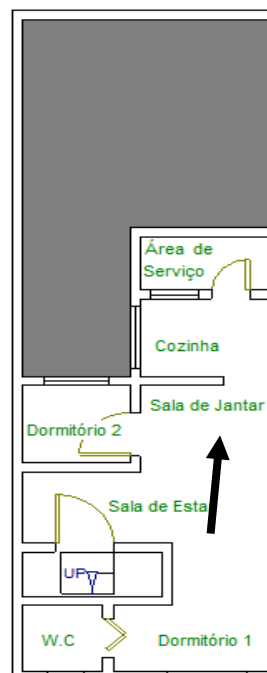 Área de
Serviço
Cozinha
Sala de Jantar
Dormitório 2
Sala de Esta
UP
W.C
Dormitório 1